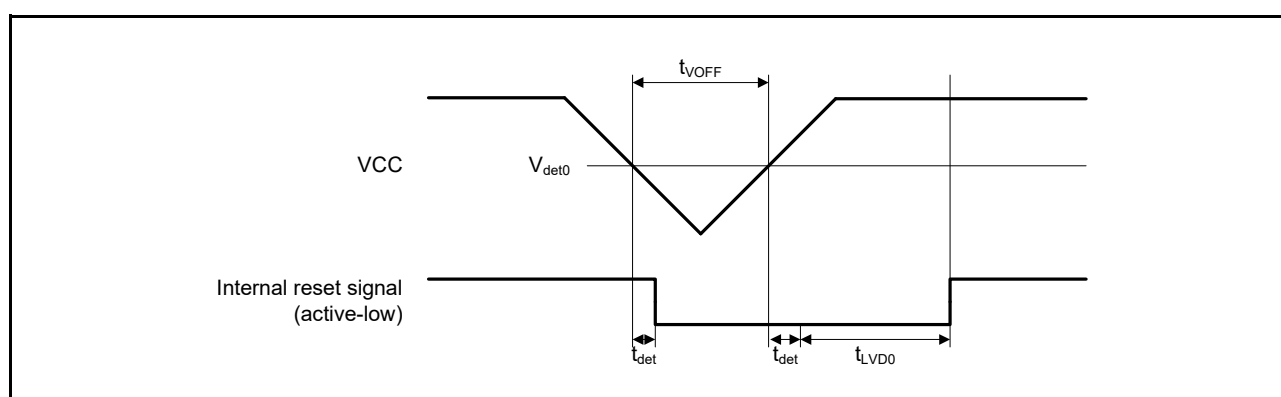 tVOFF
VCC
Vdet0
Internal reset signal
(active-low)
tdet
tdet
tLVD0